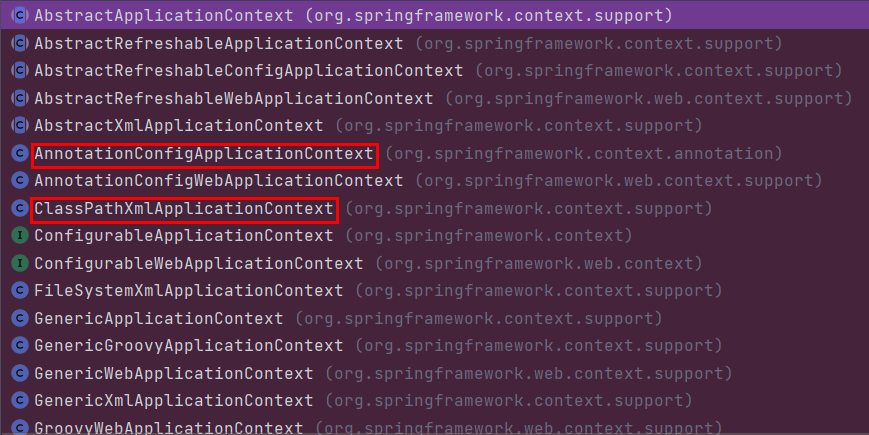 C AbstractApplicationContext (org.springframework.context.support)
C AbstractRefreshableApplicationContext (org.springframework.context.support)
C AbstractRefreshableConfigApplicationContext (org.springframework.context.support)
C AbstractRefreshableWebApplicationContext (org.springframework.web.context.support)
C AbstractXmlApplicationContext (org.springframework.context.support)
C AnnotationConfigApplicationContext (org.springframework.context.annotation)
C AnnotationConfigWebApplicationContext (org.springframework.web.context.support)
C ClassPathXmlApplicationContext (org.springframework.context.support)
I ConfigurableApplicationContext (org.springframework.context)
I ConfigurableWebApplicationContext (org.springframework.web.context)
C FileSystemXmlApplicationContext (org.springframework.context.support)
C GenericApplicationContext (org.springframework.context.support)
C GenericGroovyApplicationContext (org.springframework.context.support)
C GenericWebApplicationContext (org.springframework.web.context.support)
C GenericXmlApplicationContext (org.springframework.context.support)
C GroovyWebApplicationContext (org.springframework.web.context.support)